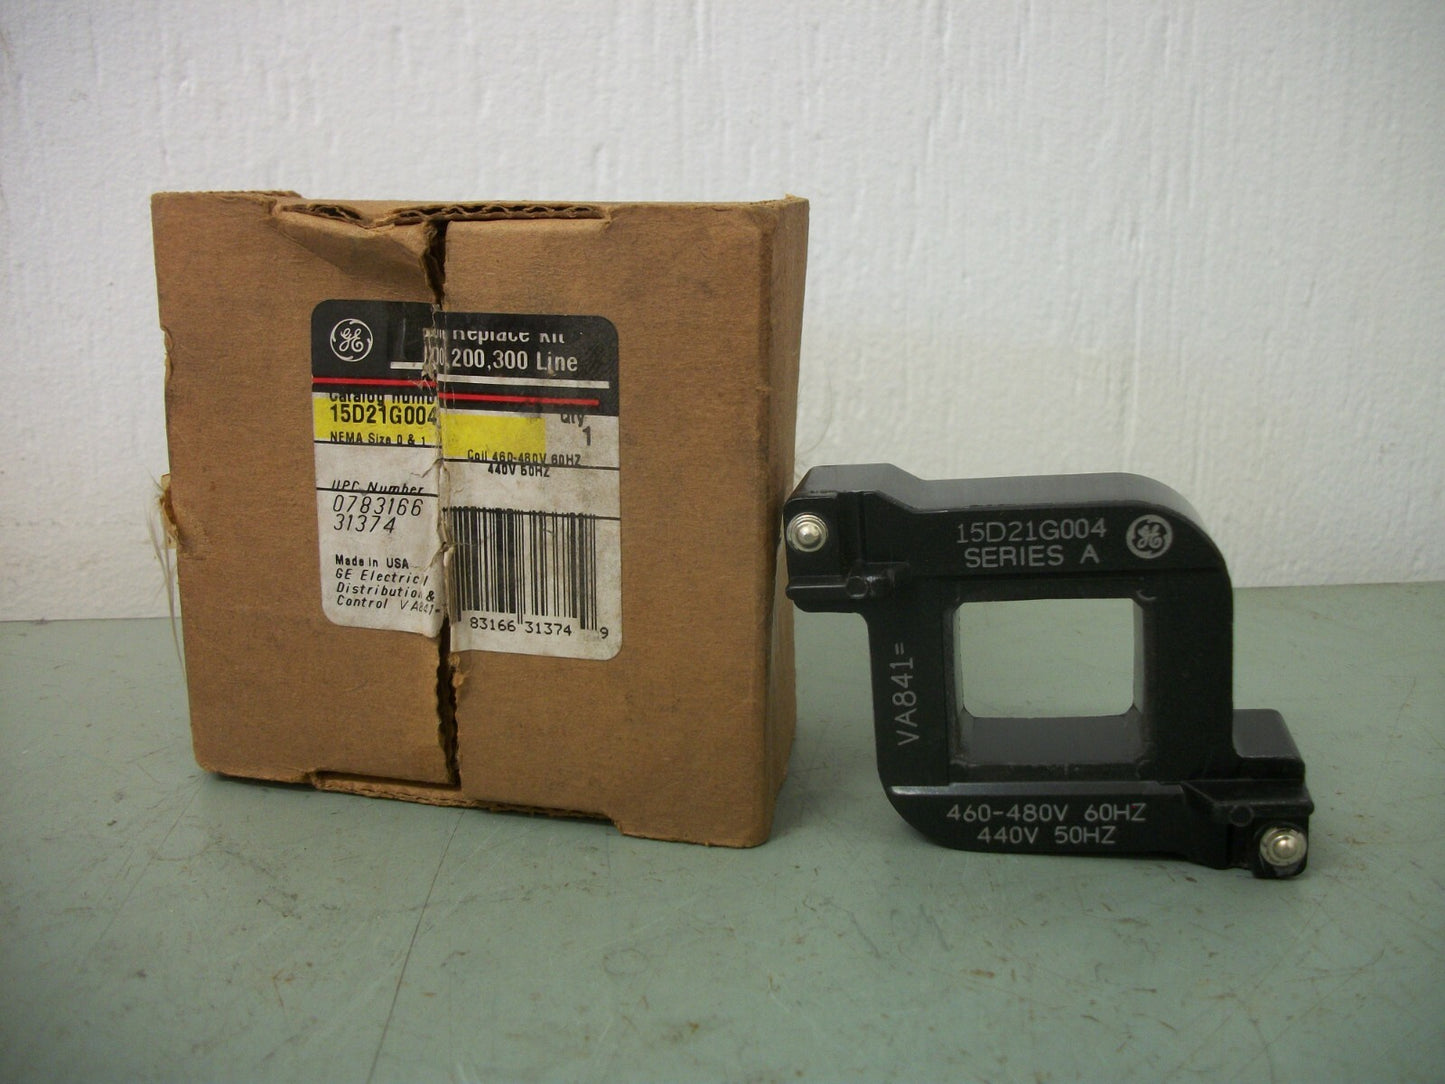 GE
Replace Kit
200,300 Line
Catalog numb
15D21G004
Qty
1
NEMA Size 0 & 1
Coil 460-480V 60HZ
440V 50HZ
UPC Number
0783166
31374
Made in USA
GE Electrical
Distribution &
Control VA841-
83166 31374 9
15D21G004
SERIES A
GE
VA841=
460-480V 60HZ
440V 50HZ